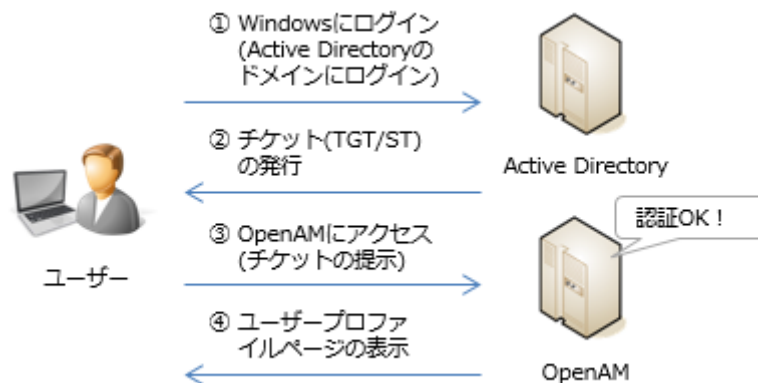 ① Windowsにログイン
(Active Directoryの
ドメインにログイン)
② チケット(TGT/ST)
の発行
Active Directory
③ OpenAMにアクセス
(チケットの提示)
認証OK！
ユーザー
④ ユーザープロファ
イルページの表示
OpenAM